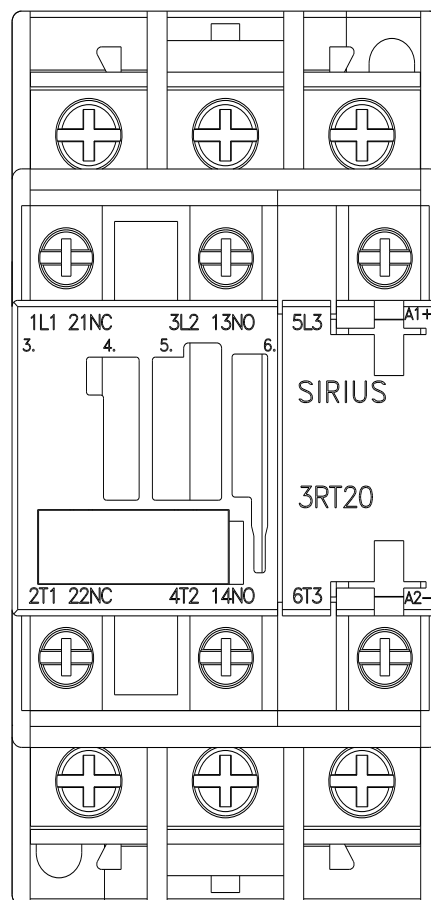 1L1 21NC 3L2 13NO 5L3 A1+
3. 4. 5. 6.
SIRIUS
3RT20
2T1 22NC 4T2 14NO 6T3 A2-